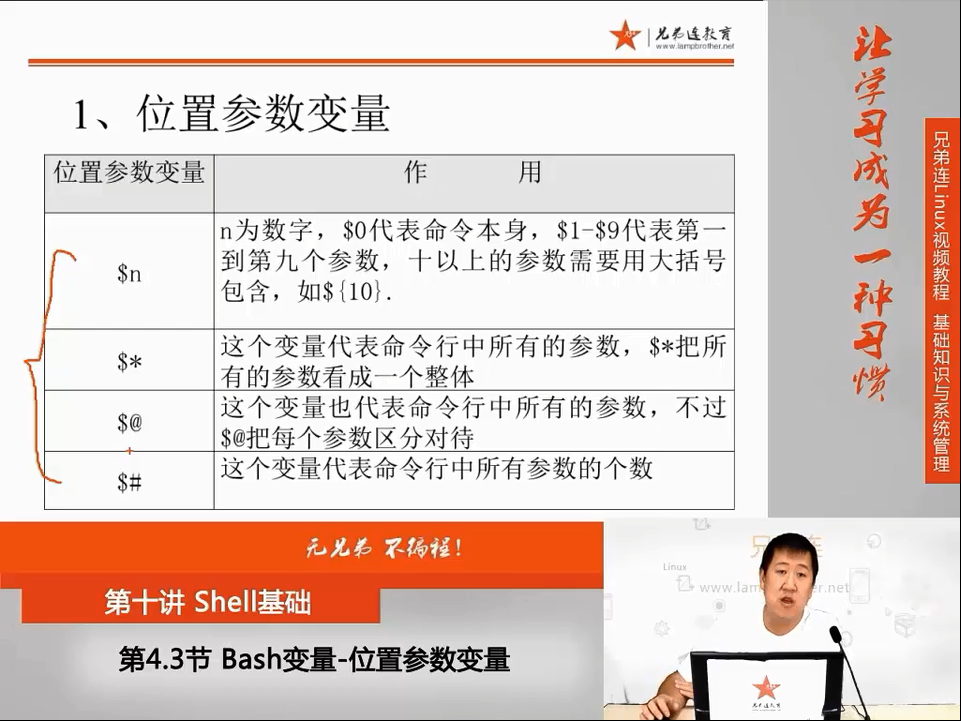 兄弟连教育
www.lampbrother.net
1、位置参数变量
位置参数变量 作 用
$n
n为数字，$0代表命令本身，$1-$9代表第一
到第九个参数，十以上的参数需要用大括号
包含，如${10}.
$*
这个变量代表命令行中所有的参数，$*把所
有的参数看成一个整体
$@
这个变量也代表命令行中所有的参数，不过
$@把每个参数区分对待
$#
这个变量代表命令行中所有参数的个数
让学习成为一种习惯
兄弟连Linux视频教程 基础知识与系统管理
无兄弟 不编程！
第十讲 Shell基础
第4.3节 Bash变量-位置参数变量
Linux
兄弟连教育